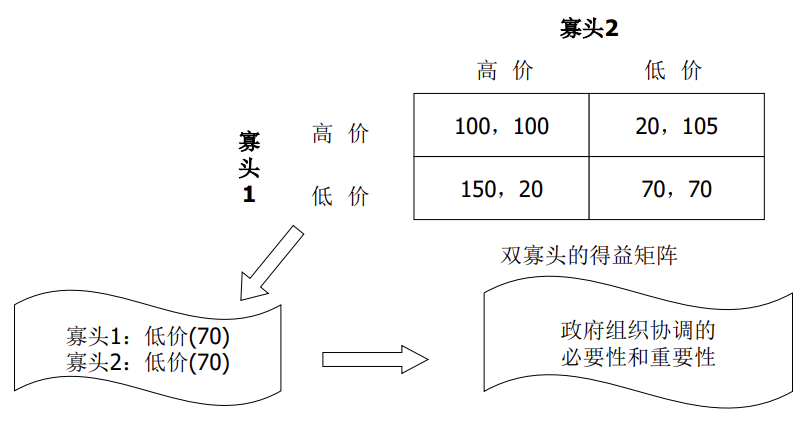 寡头2
高 价
低 价
寡
头
1
高 价
100，100
20，105
低 价
150，20
70，70
双寡头的得益矩阵
寡头1：低价(70)
寡头2：低价(70)
政府组织协调的
必要性和重要性